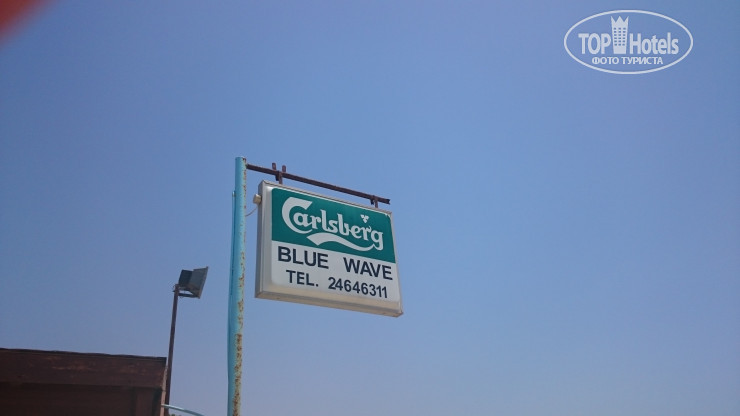 TOP Hotels
ФОТО ТУРИСТА
Carlsberg
BLUE WAVE
TEL. 24646311